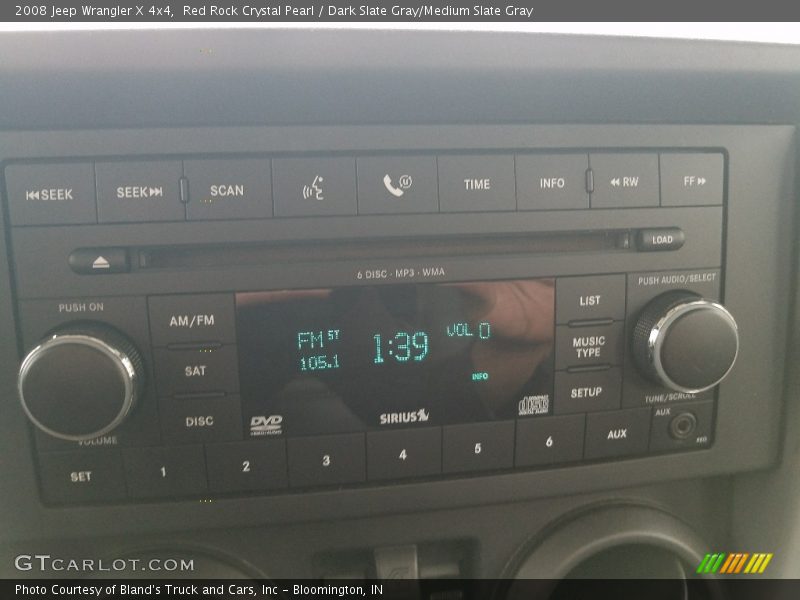 2008 Jeep Wrangler X 4x4, Red Rock Crystal Pearl / Dark Slate Gray/Medium Slate Gray
SEEK SEEK SCAN TIME INFO RW FF
LOAD
6 DISC - MP3 - WMA
PUSH ON
PUSH AUDIO/SELECT
AM/FM
SAT
DISC
FM ST
105.1
1:39
VOL 0
INFO
LIST
MUSIC
TYPE
SETUP
DVD
SIRIUS
VOLUME
TUNE/SCROLL
AUX
SET 1 2 3 4 5 6 AUX
GTCARLOT.COM
Photo Courtesy of Bland's Truck and Cars, Inc - Bloomington, IN